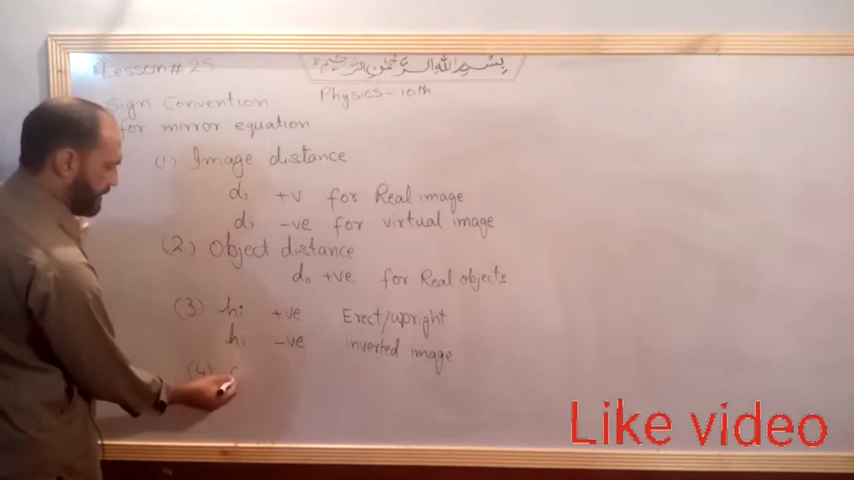 Lesson # 25
بسم الله الرحمن الرحيم
Physics - 10th
Sign Convention
for mirror equation
(1) Image distance
di +v for Real image
di -ve for virtual image
(2) Object distance
do +ve for Real objects
(3) hi +ve Erect/upright
hi -ve inverted image
(4)
Like video